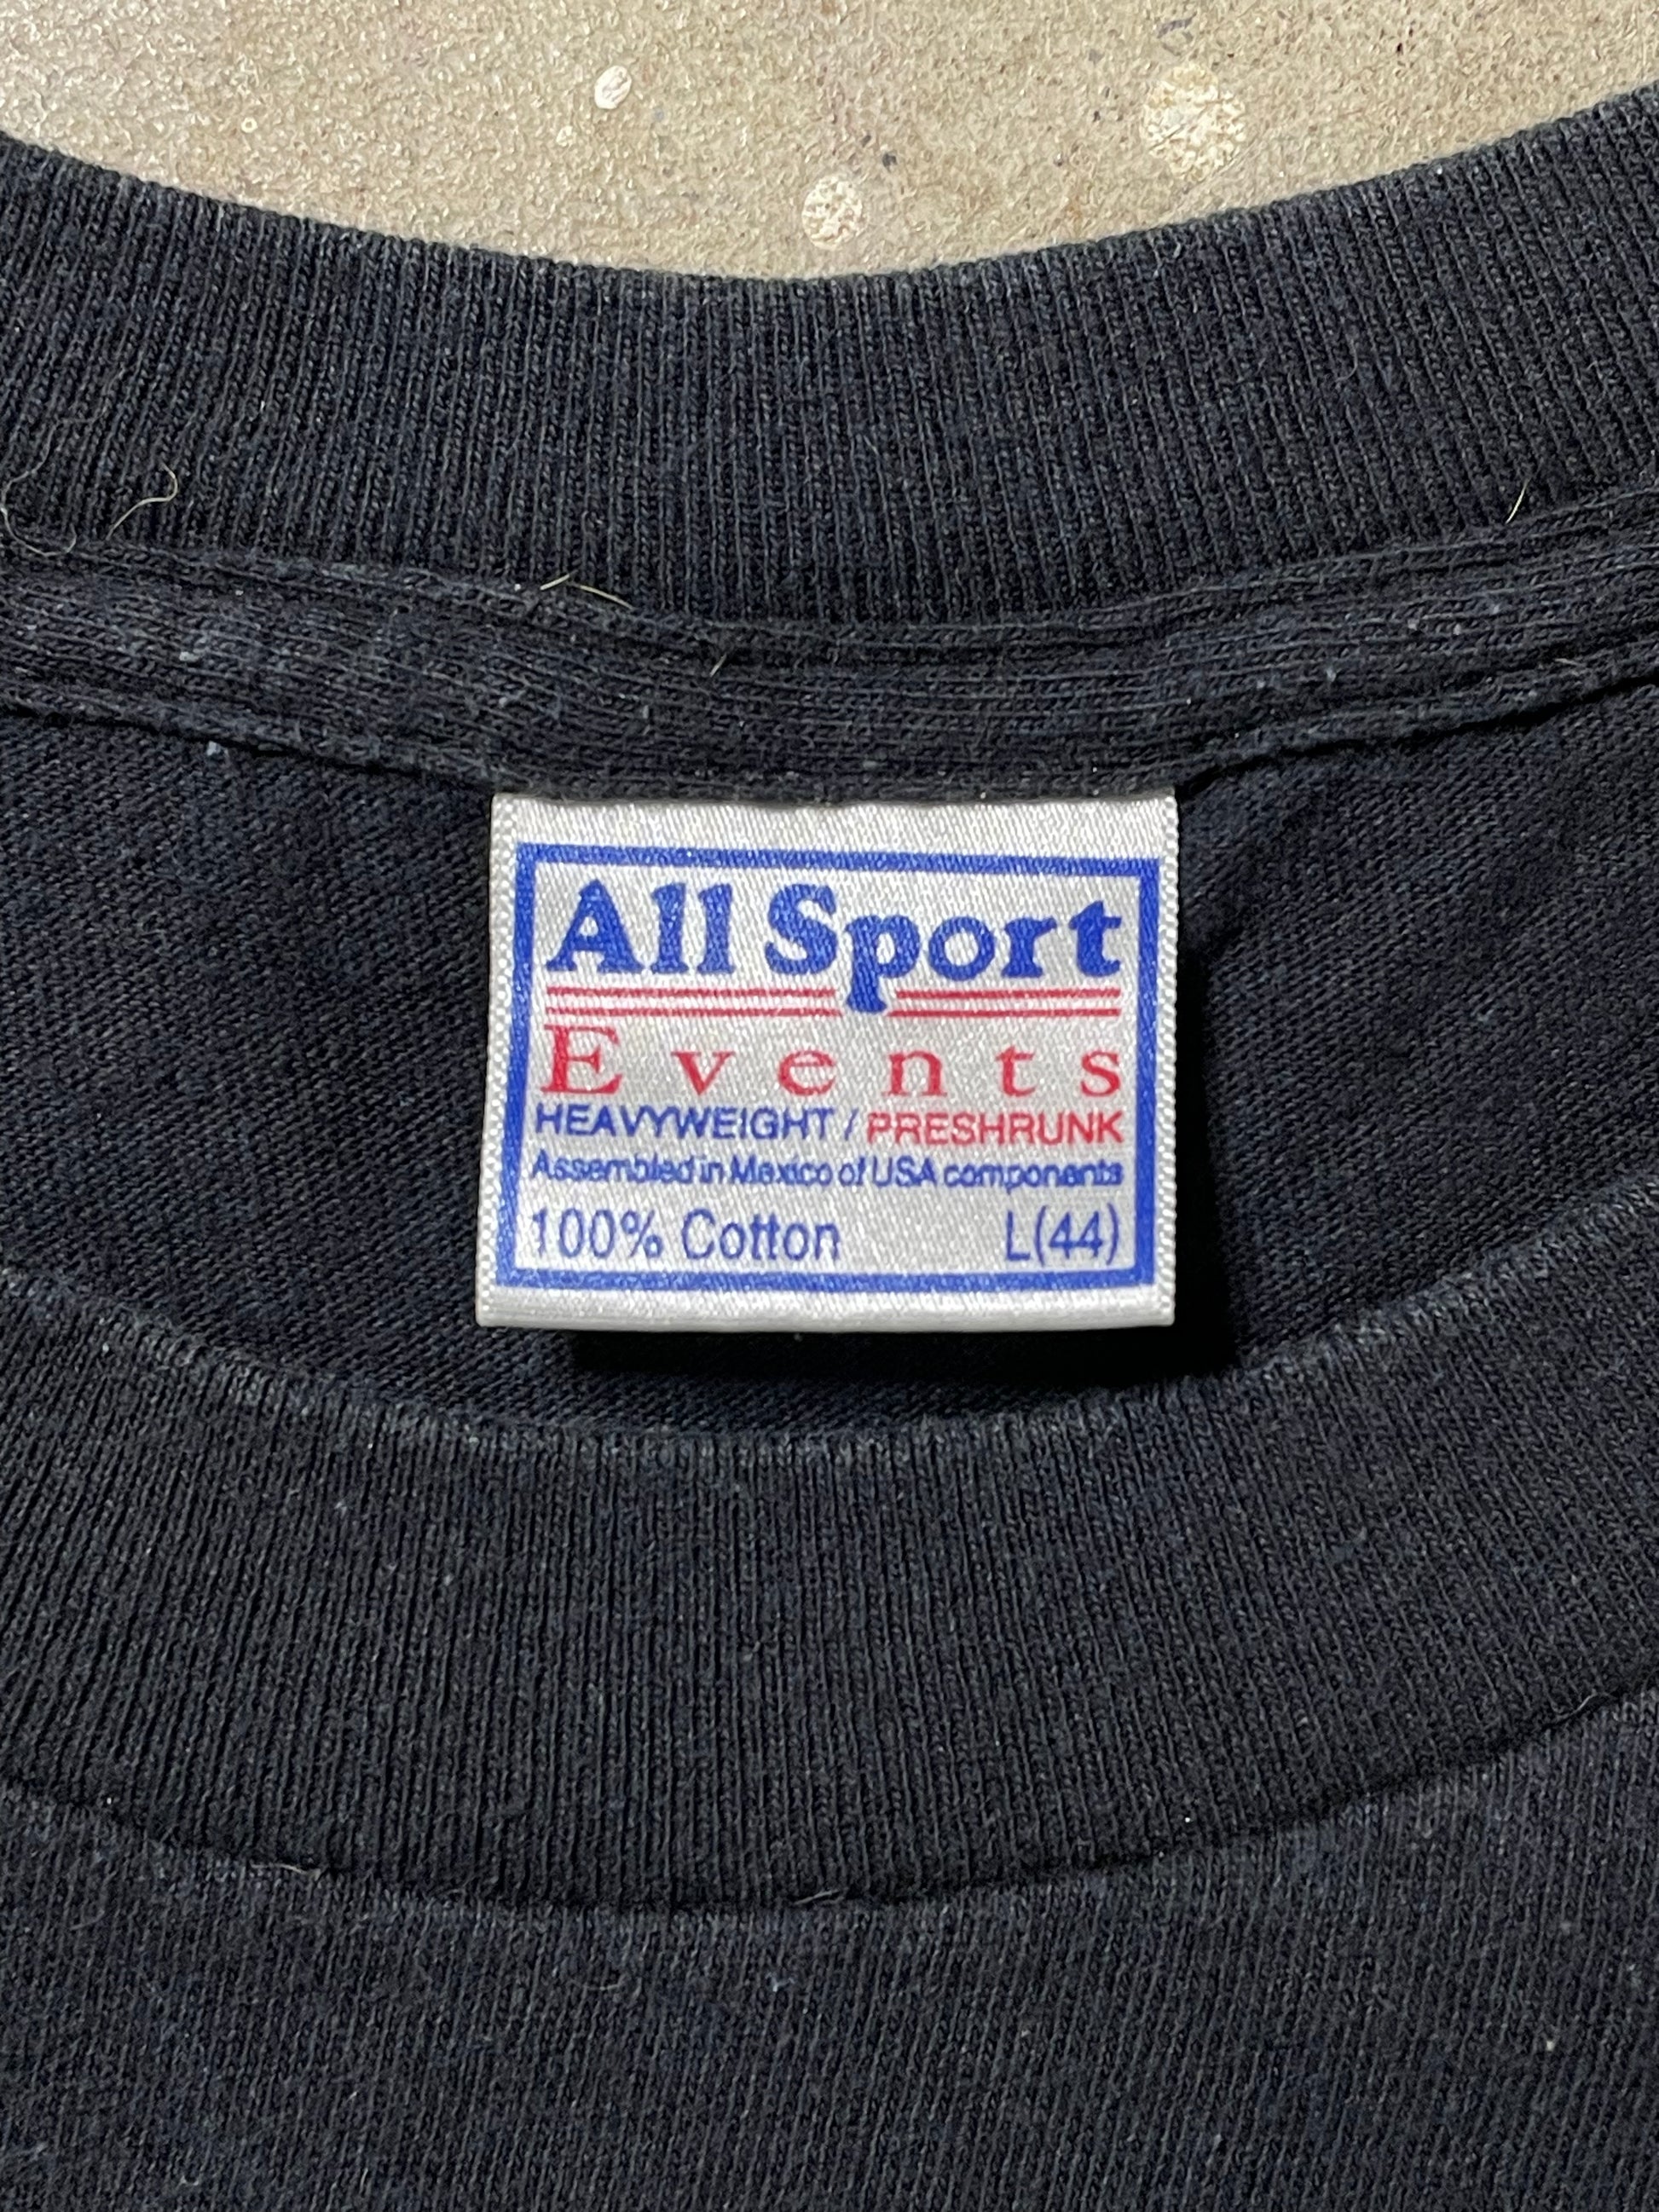 All Sport
Events
HEAVYWEIGHT / PRESHRUNK
Assembled in Mexico of USA components
100% Cotton L(44)